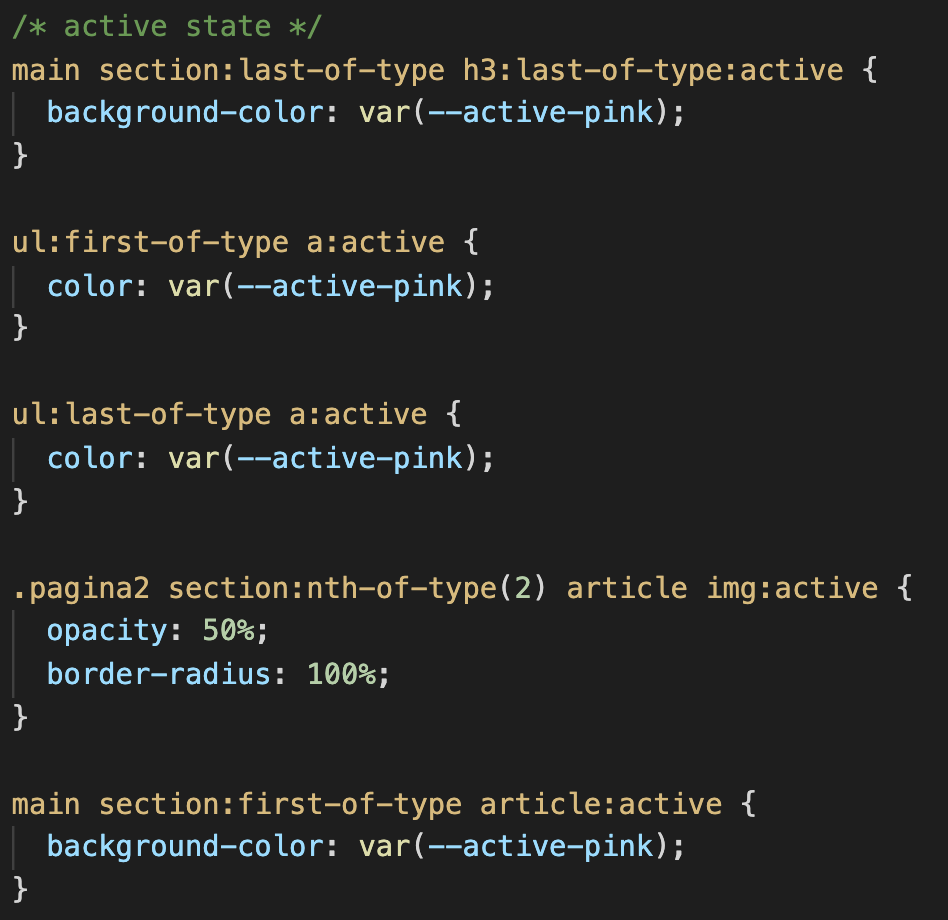 /* active state */
main section:last-of-type h3:last-of-type:active {
  background-color: var(--active-pink);
}

ul:first-of-type a:active {
  color: var(--active-pink);
}

ul:last-of-type a:active {
  color: var(--active-pink);
}

.pagina2 section:nth-of-type(2) article img:active {
  opacity: 50%;
  border-radius: 100%;
}

main section:first-of-type article:active {
  background-color: var(--active-pink);
}